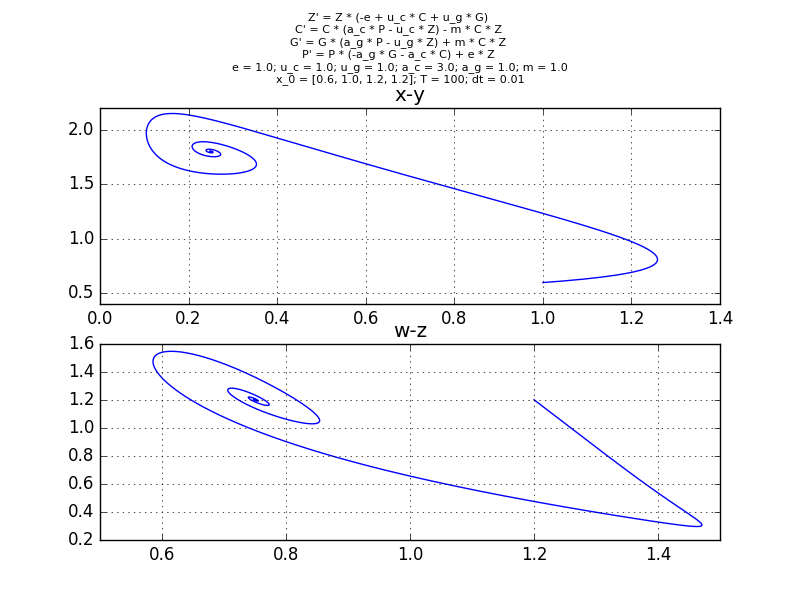 Z' = Z * (-e + u_c * C + u_g * G)
C' = C * (a_c * P - u_c * Z) - m * C * Z
G' = G * (a_g * P - u_g * Z) + m * C * Z
P' = P * (-a_g * G - a_c * C) + e * Z
e = 1.0; u_c = 1.0; u_g = 1.0; a_c = 3.0; a_g = 1.0; m = 1.0
x_0 = [0.6, 1.0, 1.2, 1.2]; T = 100; dt = 0.01
x-y
2.0
1.5
1.0
0.5
0.0 0.2 0.4 0.6 0.8 1.0 1.2 1.4
w-z
1.6
1.4
1.2
1.0
0.8
0.6
0.4
0.2
0.6 0.8 1.0 1.2 1.4